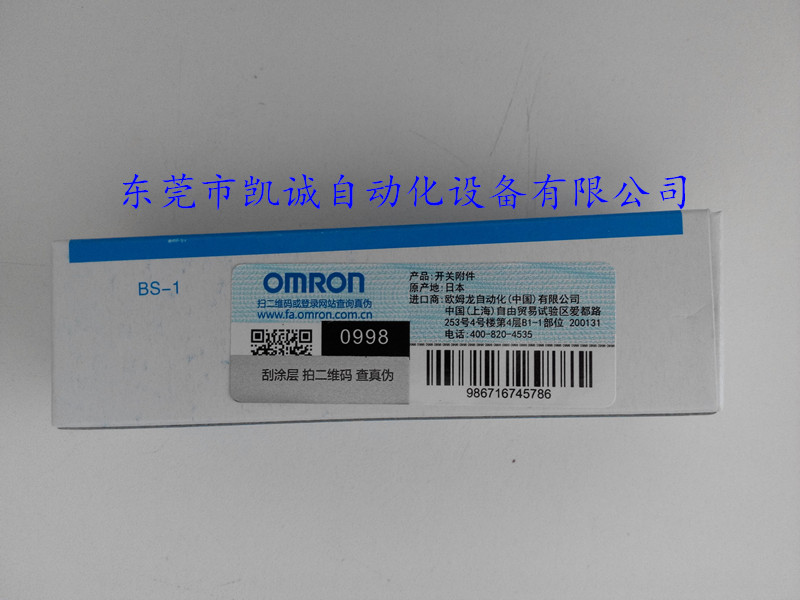 东莞市凯诚自动化设备有限公司
BS-1
OMRON
扫二维码或登录网站查询真伪
www.fa.omron.com.cn
0998
刮涂层 拍二维码 查真伪
产品: 开关附件
原产地: 日本
进口商: 欧姆龙自动化(中国)有限公司
中国(上海)自由贸易试验区爱都路
253号4号楼第4层B1-1部位 200131
电话: 400-820-4535
986716745786